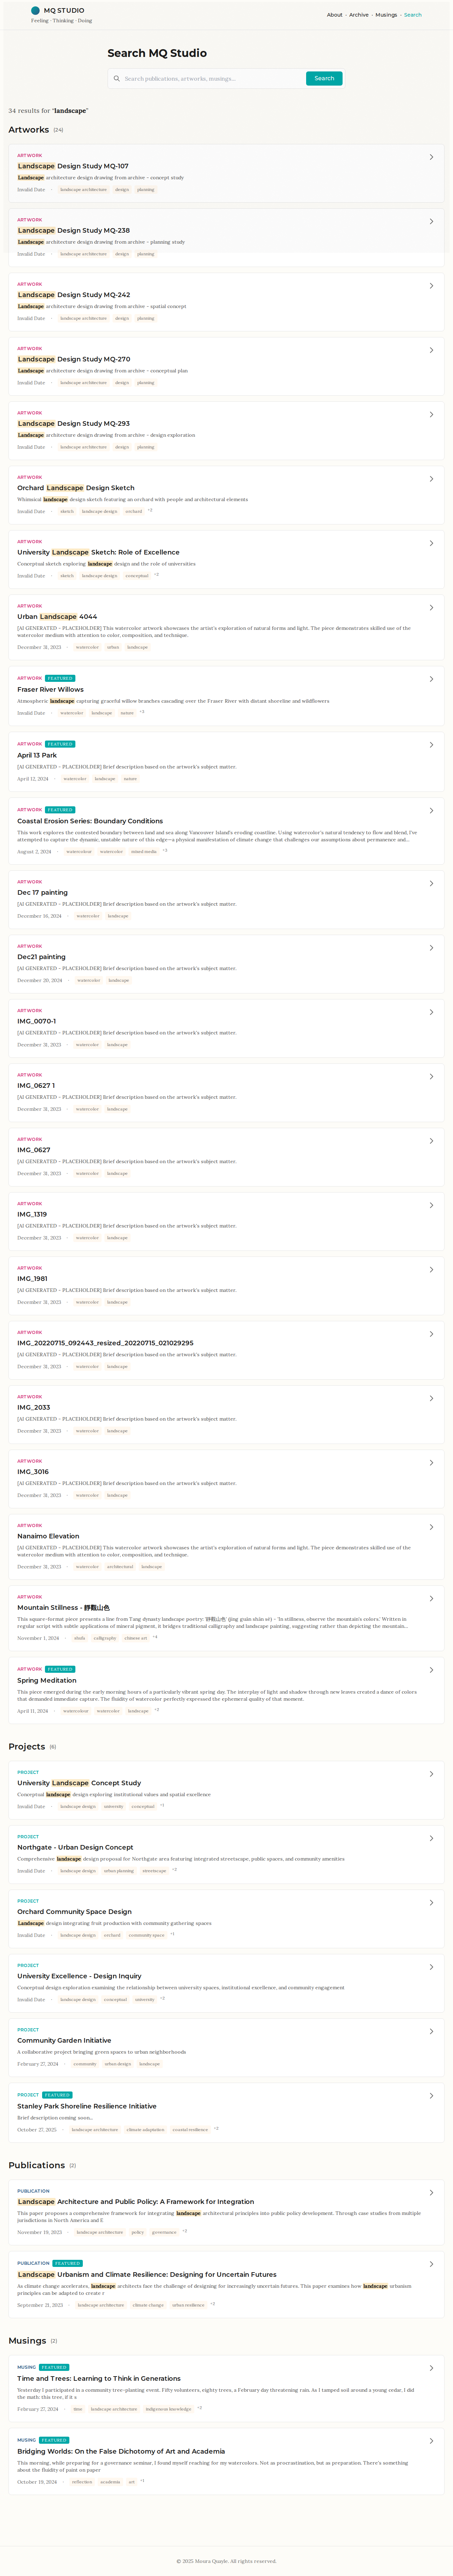 MQ STUDIO
Feeling · Thinking · Doing
About • Archive • Musings • Search
Search MQ Studio
Search publications, artworks, musings...
Search
34 results for "landscape"
Artworks (24)
ARTWORK
Landscape Design Study MQ-107
Landscape architecture design drawing from archive - concept study
Invalid Date · landscape architecture design planning
ARTWORK
Landscape Design Study MQ-238
Landscape architecture design drawing from archive - planning study
Invalid Date · landscape architecture design planning
ARTWORK
Landscape Design Study MQ-242
Landscape architecture design drawing from archive - spatial concept
Invalid Date · landscape architecture design planning
ARTWORK
Landscape Design Study MQ-270
Landscape architecture design drawing from archive - conceptual plan
Invalid Date · landscape architecture design planning
ARTWORK
Landscape Design Study MQ-293
Landscape architecture design drawing from archive - design exploration
Invalid Date · landscape architecture design planning
ARTWORK
Orchard Landscape Design Sketch
Whimsical landscape design sketch featuring an orchard with people and architectural elements
Invalid Date · sketch landscape design orchard +2
ARTWORK
University Landscape Sketch: Role of Excellence
Conceptual sketch exploring landscape design and the role of universities
Invalid Date · sketch landscape design conceptual +2
ARTWORK
Urban Landscape 4044
[AI GENERATED - PLACEHOLDER] This watercolor artwork showcases the artist's exploration of natural forms and light. The piece demonstrates skilled use of the
watercolor medium with attention to color, composition, and technique.
December 31, 2023 · watercolor urban landscape
ARTWORK FEATURED
Fraser River Willows
Atmospheric landscape capturing graceful willow branches cascading over the Fraser River with distant shoreline and wildflowers
Invalid Date · watercolor landscape nature +2
ARTWORK FEATURED
April 13 Park
[AI GENERATED - PLACEHOLDER] Brief description based on the artwork's subject matter.
April 12, 2024 · watercolor landscape nature
ARTWORK FEATURED
Coastal Erosion Series: Boundary Conditions
This work explores the contested boundary between land and sea along Vancouver Island's eroding coastline. Using watercolor's natural tendency to flow and blend, I've
attempted to capture the dynamic, unstable nature of this edge—a physical manifestation of climate change that challenges our assumptions about permanence and...
August 2, 2024 · watercolour watercolor mixed media
ARTWORK
Dec 17 painting
[AI GENERATED - PLACEHOLDER] Brief description based on the artwork's subject matter.
December 16, 2024 · watercolor landscape
ARTWORK
Dec21 painting
[AI GENERATED - PLACEHOLDER] Brief description based on the artwork's subject matter.
December 20, 2024 · watercolor landscape
ARTWORK
IMG_0070-1
[AI GENERATED - PLACEHOLDER] Brief description based on the artwork's subject matter.
December 31, 2023 · watercolor landscape
ARTWORK
IMG_0627 1
[AI GENERATED - PLACEHOLDER] Brief description based on the artwork's subject matter.
December 31, 2023 · watercolor landscape
ARTWORK
IMG_0627
[AI GENERATED - PLACEHOLDER] Brief description based on the artwork's subject matter.
December 31, 2023 · watercolor landscape
ARTWORK
IMG_1319
[AI GENERATED - PLACEHOLDER] Brief description based on the artwork's subject matter.
December 31, 2023 · watercolor landscape
ARTWORK
IMG_1981
[AI GENERATED - PLACEHOLDER] Brief description based on the artwork's subject matter.
December 31, 2023 · watercolor landscape
ARTWORK
IMG_20220715_092443_resized_20220715_021029295
[AI GENERATED - PLACEHOLDER] Brief description based on the artwork's subject matter.
December 31, 2023 · watercolor landscape
ARTWORK
IMG_2033
[AI GENERATED - PLACEHOLDER] Brief description based on the artwork's subject matter.
December 31, 2023 · watercolor landscape
ARTWORK
IMG_3016
[AI GENERATED - PLACEHOLDER] Brief description based on the artwork's subject matter.
December 31, 2023 · watercolor landscape
ARTWORK
Nanaimo Elevation
[AI GENERATED - PLACEHOLDER] This watercolor artwork showcases the artist's exploration of natural forms and light. The piece demonstrates skilled use of the
watercolor medium with attention to color, composition, and technique.
December 31, 2023 · watercolor architectural landscape
ARTWORK
Mountain Stillness - 靜觀山色
This square-format piece presents a line from Tang dynasty landscape poetry: '靜觀山色' (jìng guān shān sè) - 'In stillness, observe the mountain's colors.' Written in
regular script with subtle applications of mineral pigment, it bridges traditional calligraphy and landscape painting, suggesting rather than depicting the mountain...
November 1, 2024 · study calligraphy chinese art +4
ARTWORK FEATURED
Spring Meditation
This piece emerged during the early morning hours of a particularly vibrant spring day. The interplay of light and shadow through new leaves created a dance of colors
that demanded immediate capture. The fluidity of watercolor perfectly expressed the ephemeral quality of that moment.
April 11, 2024 · watercolour watercolor landscape
Projects (6)
PROJECT
University Landscape Concept Study
Conceptual landscape design exploring institutional values and spatial excellence
Invalid Date · landscape design university conceptual +1
PROJECT
Northgate - Urban Design Concept
Comprehensive landscape design proposal for Northgate area featuring integrated streetscape, public spaces, and community amenities
Invalid Date · landscape design urban planning streetscape +2
PROJECT
Orchard Community Space Design
Landscape design integrating fruit production with community gathering spaces
Invalid Date · landscape design orchard community space +1
PROJECT
University Excellence - Design Inquiry
Conceptual design exploration examining the relationship between university spaces, institutional excellence, and community engagement
Invalid Date · landscape design conceptual university +2
PROJECT
Community Garden Initiative
A collaborative project bringing green spaces to urban neighborhoods
February 27, 2024 · community urban design landscape
PROJECT FEATURED
Stanley Park Shoreline Resilience Initiative
Brief description coming soon...
October 27, 2025 · landscape architecture climate adaptation coastal resilience +2
Publications (2)
PUBLICATION
Landscape Architecture and Public Policy: A Framework for Integration
This paper proposes a comprehensive framework for integrating landscape architectural principles into public policy development. Through case studies from multiple
jurisdictions in North America and E
November 19, 2023 · landscape architecture policy governance
PUBLICATION FEATURED
Landscape Urbanism and Climate Resilience: Designing for Uncertain Futures
As climate change accelerates, landscape architects face the challenge of designing for increasingly uncertain futures. This paper examines how landscape urbanism
principles can be adapted to create r
September 21, 2023 · landscape architecture climate change urban resilience +2
Musings (2)
MUSING FEATURED
Time and Trees: Learning to Think in Generations
Yesterday I participated in a community tree-planting event. Fifty volunteers, eighty trees, a February day threatening rain. As I tamped soil around a young cedar, I did
the math: this tree, if it s
February 27, 2024 · time landscape architecture indigenous knowledge +2
MUSING FEATURED
Bridging Worlds: On the False Dichotomy of Art and Academia
This morning, while preparing for a governance seminar, I found myself reaching for my watercolors. Not as procrastination, but as preparation. There's something
about the fluidity of paint on paper
October 19, 2024 · reflection academia art +1
© 2025 Moura Quayle. All rights reserved.